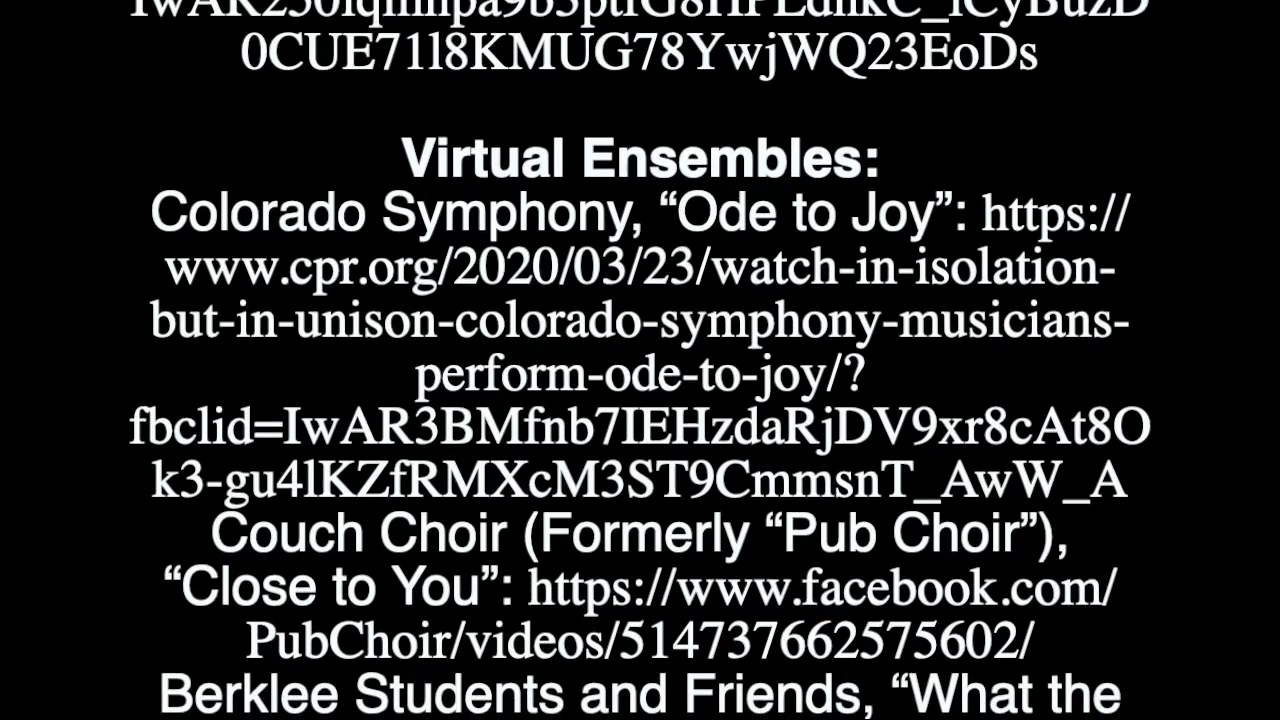 0CUE71l8KMUG78YwjWQ23EoDs
Virtual Ensembles:
Colorado Symphony, “Ode to Joy”: https://
www.cpr.org/2020/03/23/watch-in-isolation-
but-in-unison-colorado-symphony-musicians-
perform-ode-to-joy/?
fbclid=IwAR3BMfnb7IEHzdaRjDV9xr8cAt8O
k3-gu4lKZfRMXcM3ST9CmmsnT_AwW_A
Couch Choir (Formerly “Pub Choir”),
“Close to You”: https://www.facebook.com/
PubChoir/videos/514737662575602/
Berklee Students and Friends, “What the